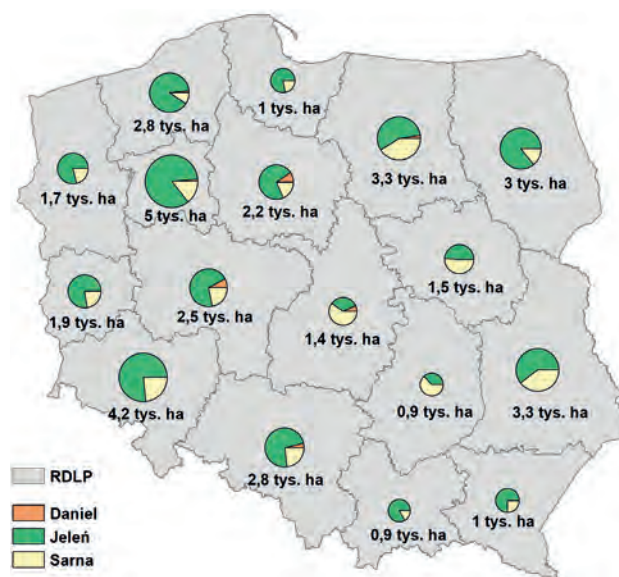 1 tys. ha
2,8 tys. ha
3,3 tys. ha
3 tys. ha
1,7 tys. ha
5 tys. ha
2,2 tys. ha
1,5 tys. ha
1,9 tys. ha
2,5 tys. ha
1,4 tys. ha
4,2 tys. ha
0,9 tys. ha
3,3 tys. ha
2,8 tys. ha
0,9 tys. ha
1 tys. ha
RDLP
Daniel
Jeleń
Sarna